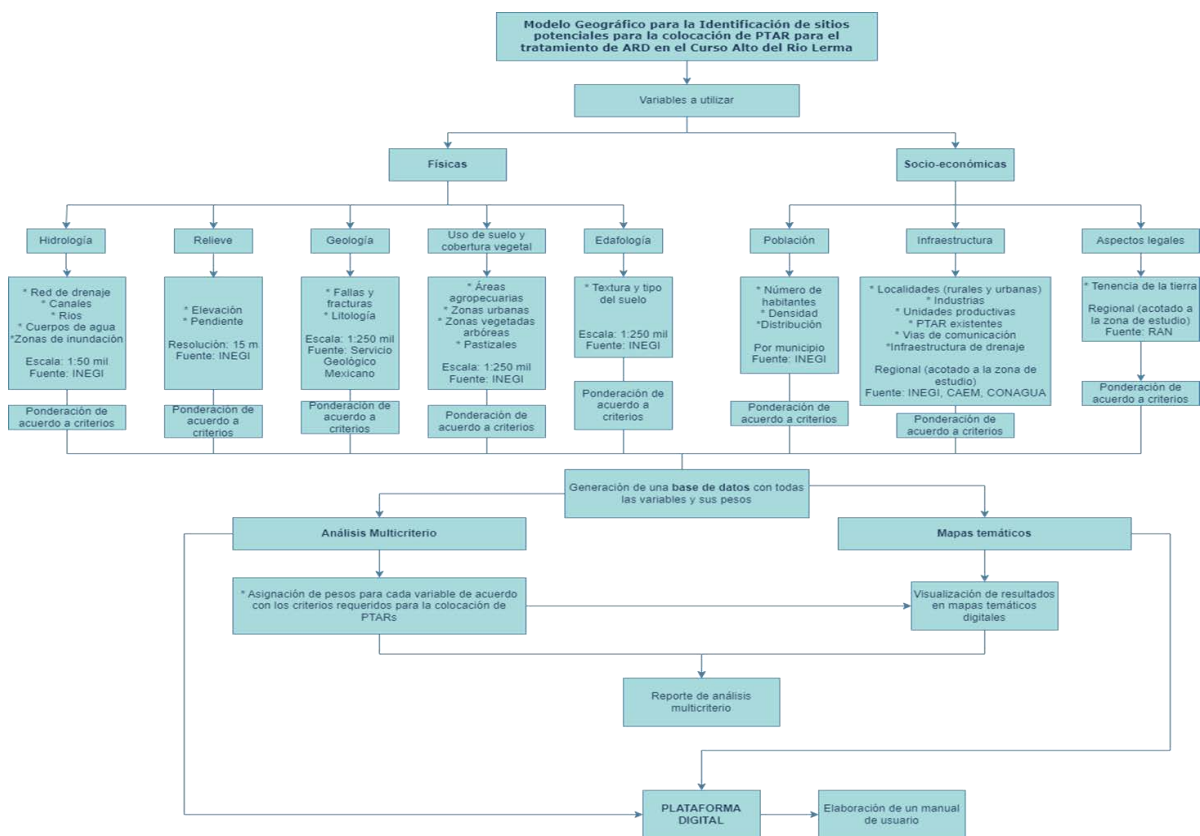 Modelo Geográfico para la Identificación de sitios
potenciales para la colocación de PTAR para el
tratamiento de ARD en el Curso Alto del Rio Lerma
Variables a utilizar
Físicas
Socio-económicas
Hidrología
Relieve
Geología
Uso de suelo y
cobertura vegetal
Edafología
Población
Infraestructura
Aspectos legales
* Red de drenaje
* Canales
* Ríos
* Cuerpos de agua
*Zonas de inundación
Escala: 1:50 mil
Fuente: INEGI
* Elevación
* Pendiente
Resolución: 15 m
Fuente: INEGI
* Fallas y
fracturas
* Litología
Escala: 1:250 mil
Fuente: Servicio
Geológico
Mexicano
* Áreas
agropecuarias
* Zonas urbanas
* Zonas vegetadas
arbóreas
* Pastizales
Escala: 1:250 mil
Fuente: INEGI
* Textura y tipo
del suelo
Escala: 1:250 mil
Fuente: INEGI
* Número de
habitantes
* Densidad
*Distribución
Por municipio
Fuente: INEGI
* Localidades (rurales y urbanas)
* Industrias
* Unidades productivas
* PTAR existentes
* Vías de comunicación
*Infraestructura de drenaje
Regional (acotado a la zona de
estudio)
Fuente: INEGI, CAEM, CONAGUA
* Tenencia de la tierra
Regional (acotado a
la zona de estudio)
Fuente: RAN
Ponderación de
acuerdo a criterios
Ponderación de
acuerdo a
criterios
Ponderación de
acuerdo a
criterios
Ponderación de
acuerdo a criterios
Ponderación de
acuerdo a
criterios
Ponderación de
acuerdo a criterios
Ponderación de
acuerdo a criterios
Ponderación de
acuerdo a criterios
Generación de una base de datos con todas
las variables y sus pesos
Análisis Multicriterio
Mapas temáticos
* Asignación de pesos para cada variable de acuerdo
con los criterios requeridos para la colocación de
PTARs
Visualización de resultados
en mapas temáticos
digitales
Reporte de análisis
multicriterio
PLATAFORMA
DIGITAL
Elaboración de un manual
de usuario